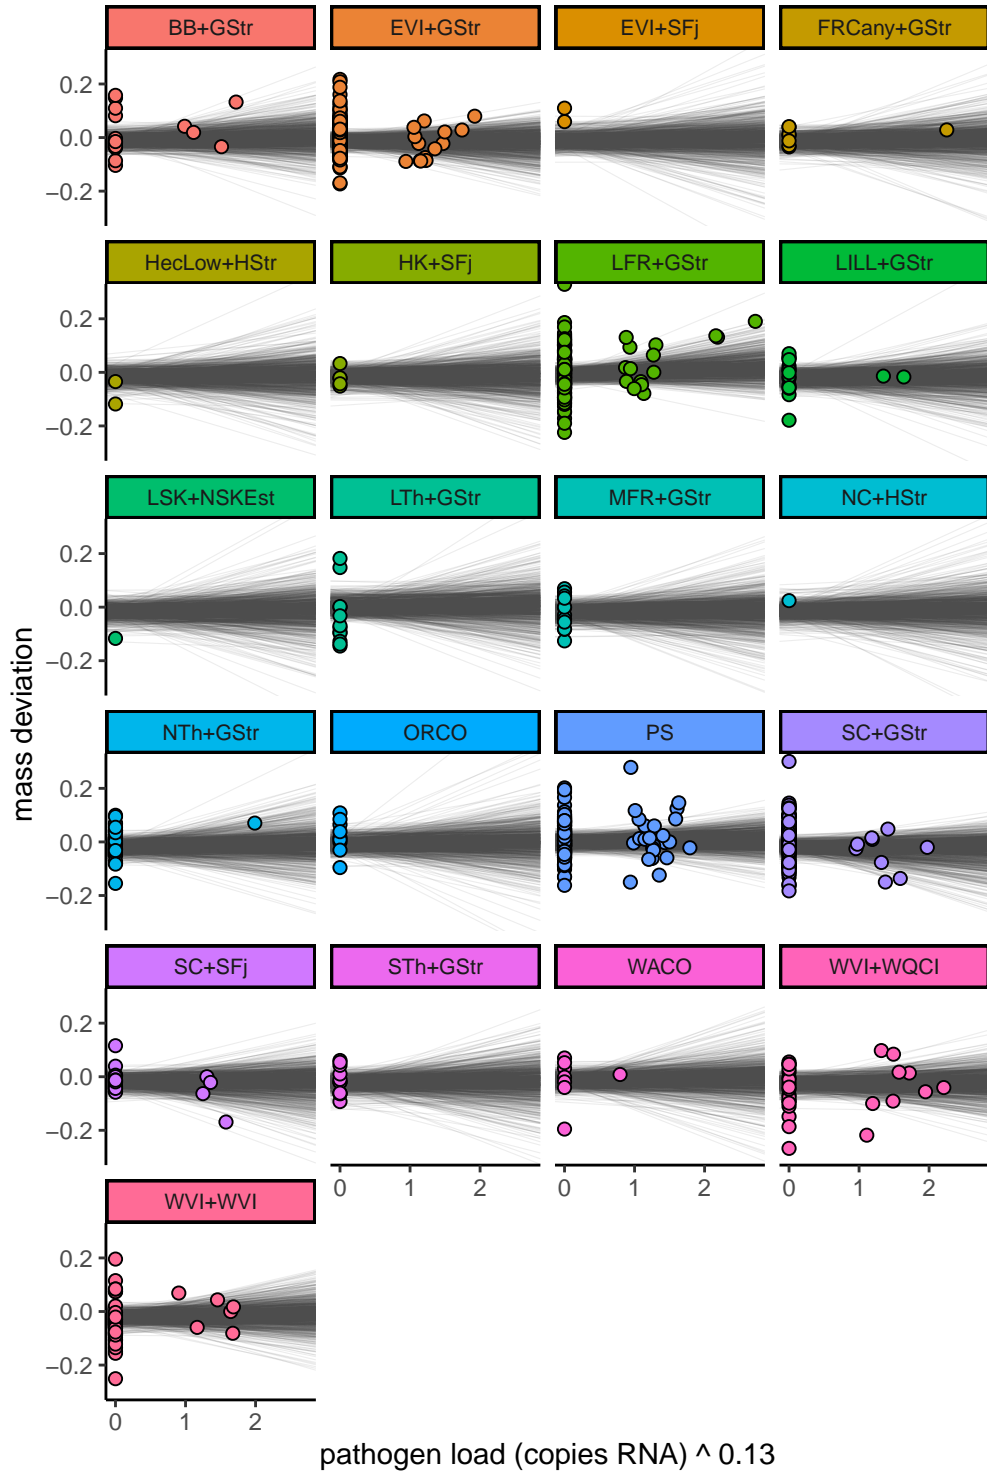 BB+GStr EVI+GStr EVI+SFj FRCany+GStr
0.2
0.0
−0.2
HecLow+HStr HK+SFj LFR+GStr LILL+GStr
0.2
0.0
−0.2
LSK+NSKEst LTh+GStr MFR+GStr NC+HStr
0.2
0.0
−0.2
mass deviation
NTh+GStr ORCO PS SC+GStr
0.2
0.0
−0.2
SC+SFj STh+GStr WACO WVI+WQCI
0.2
0.0
−0.2
0 1 2 0 1 2 0 1 2
WVI+WVI
0.2
0.0
−0.2
0 1 2
pathogen load (copies RNA) ^ 0.13